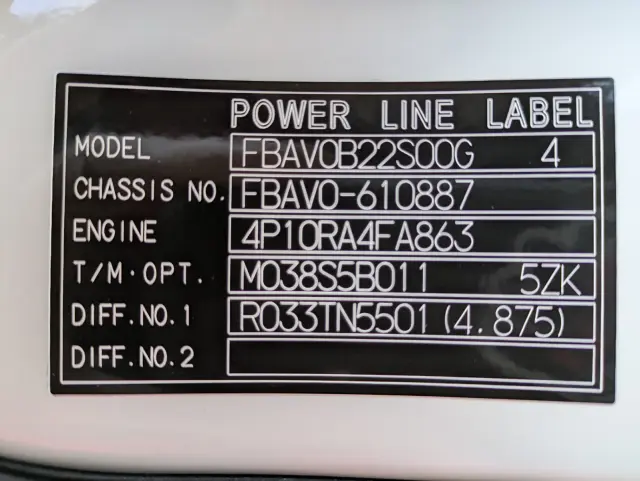 POWER LINE LABEL
MODEL FBAV0B22S00G 4
CHASSIS NO. FBAV0-610887
ENGINE 4P10RA4FA863
T/M·OPT. M038S5B011 5ZK
DIFF.NO.1 R033TN5501 (4.875)
DIFF.NO.2